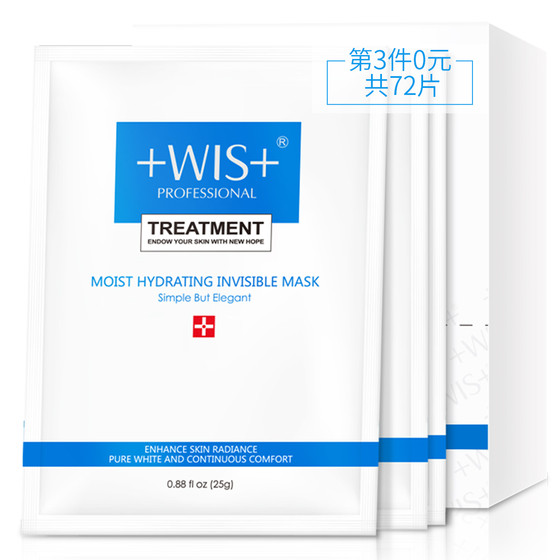 第3件0元
共72片
+WIS+®
PROFESSIONAL
TREATMENT
ENDOW YOUR SKIN WITH NEW HOPE
MOIST HYDRATING INVISIBLE MASK
Simple But Elegant
ENHANCE SKIN RADIANCE
PURE WHITE AND CONTINUOUS COMFORT
0.88 fl oz (25g)
+WIS+